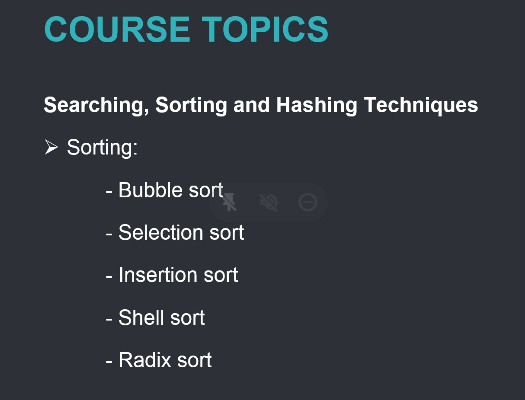 COURSE TOPICS
Searching, Sorting and Hashing Techniques
➢ Sorting:
- Bubble sort
- Selection sort
- Insertion sort
- Shell sort
- Radix sort